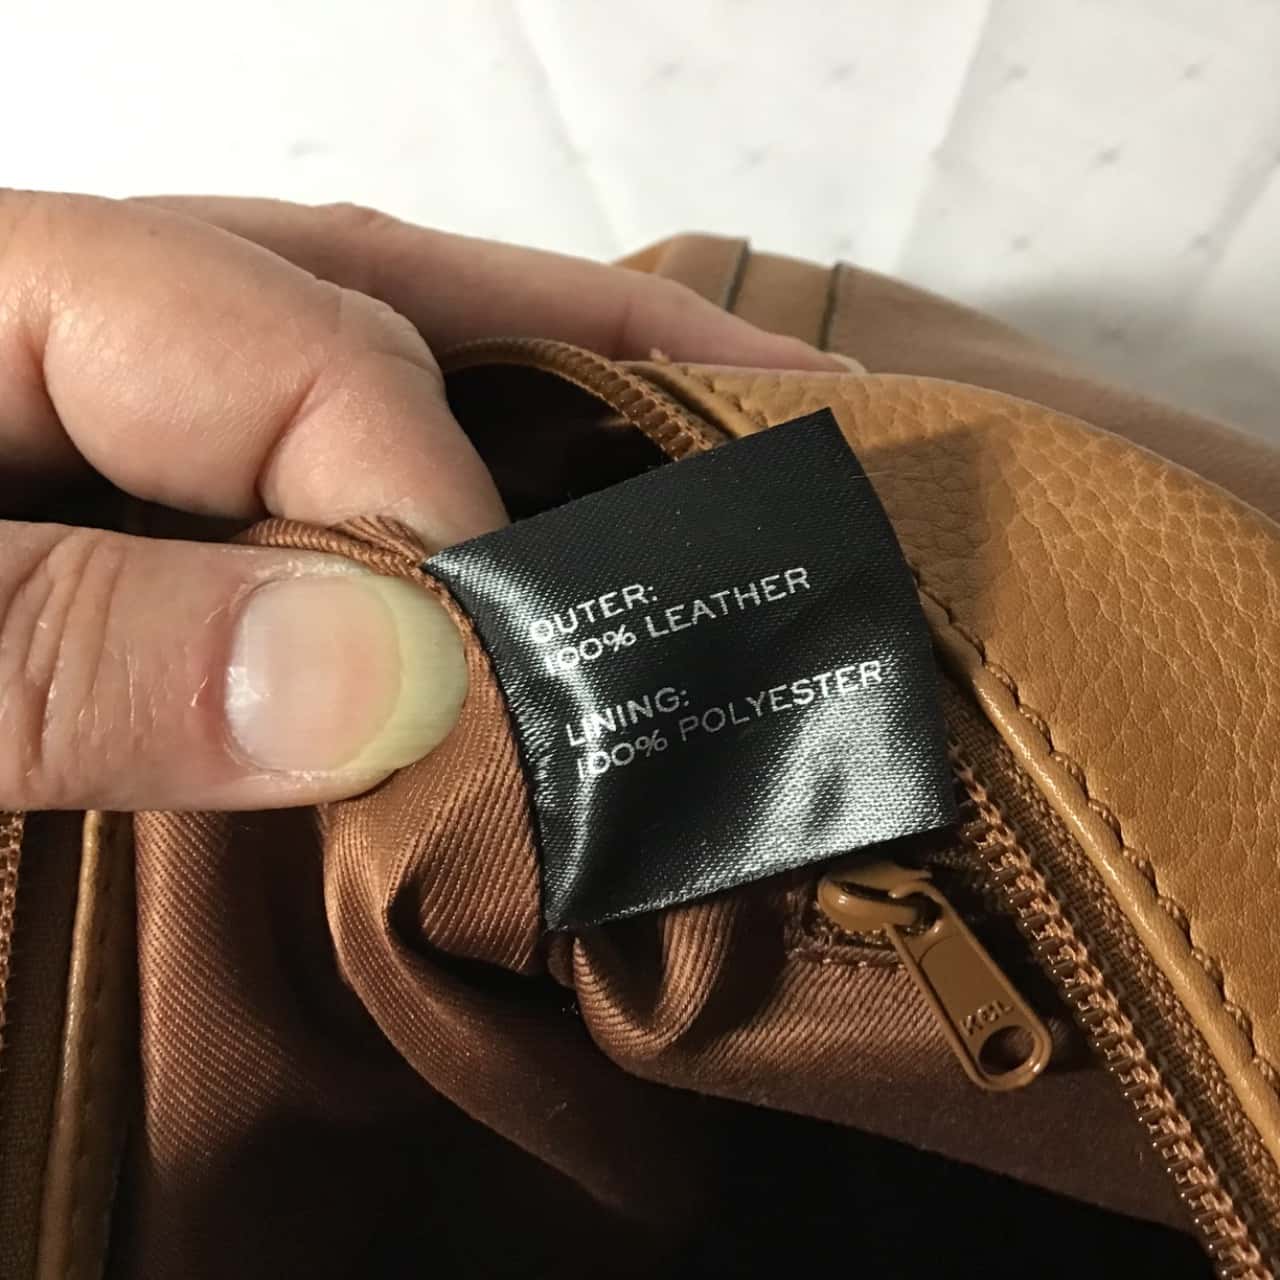 OUTER:
100% LEATHER
LINING:
100% POLYESTER
K&L